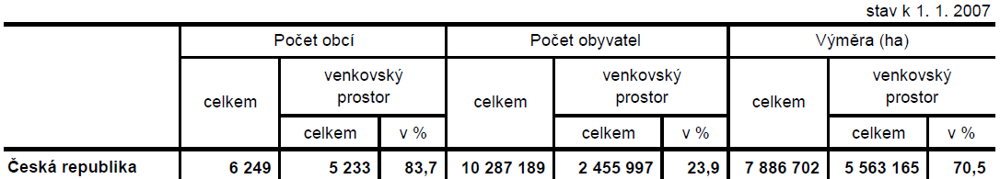 stav k 1. 1. 2007
Počet obcí Počet obyvatel Výměra (ha)
celkem venkovský prostor celkem venkovský prostor celkem venkovský prostor
celkem v % celkem v % celkem v %
Česká republika 6 249 5 233 83,7 10 287 189 2 455 997 23,9 7 886 702 5 563 165 70,5